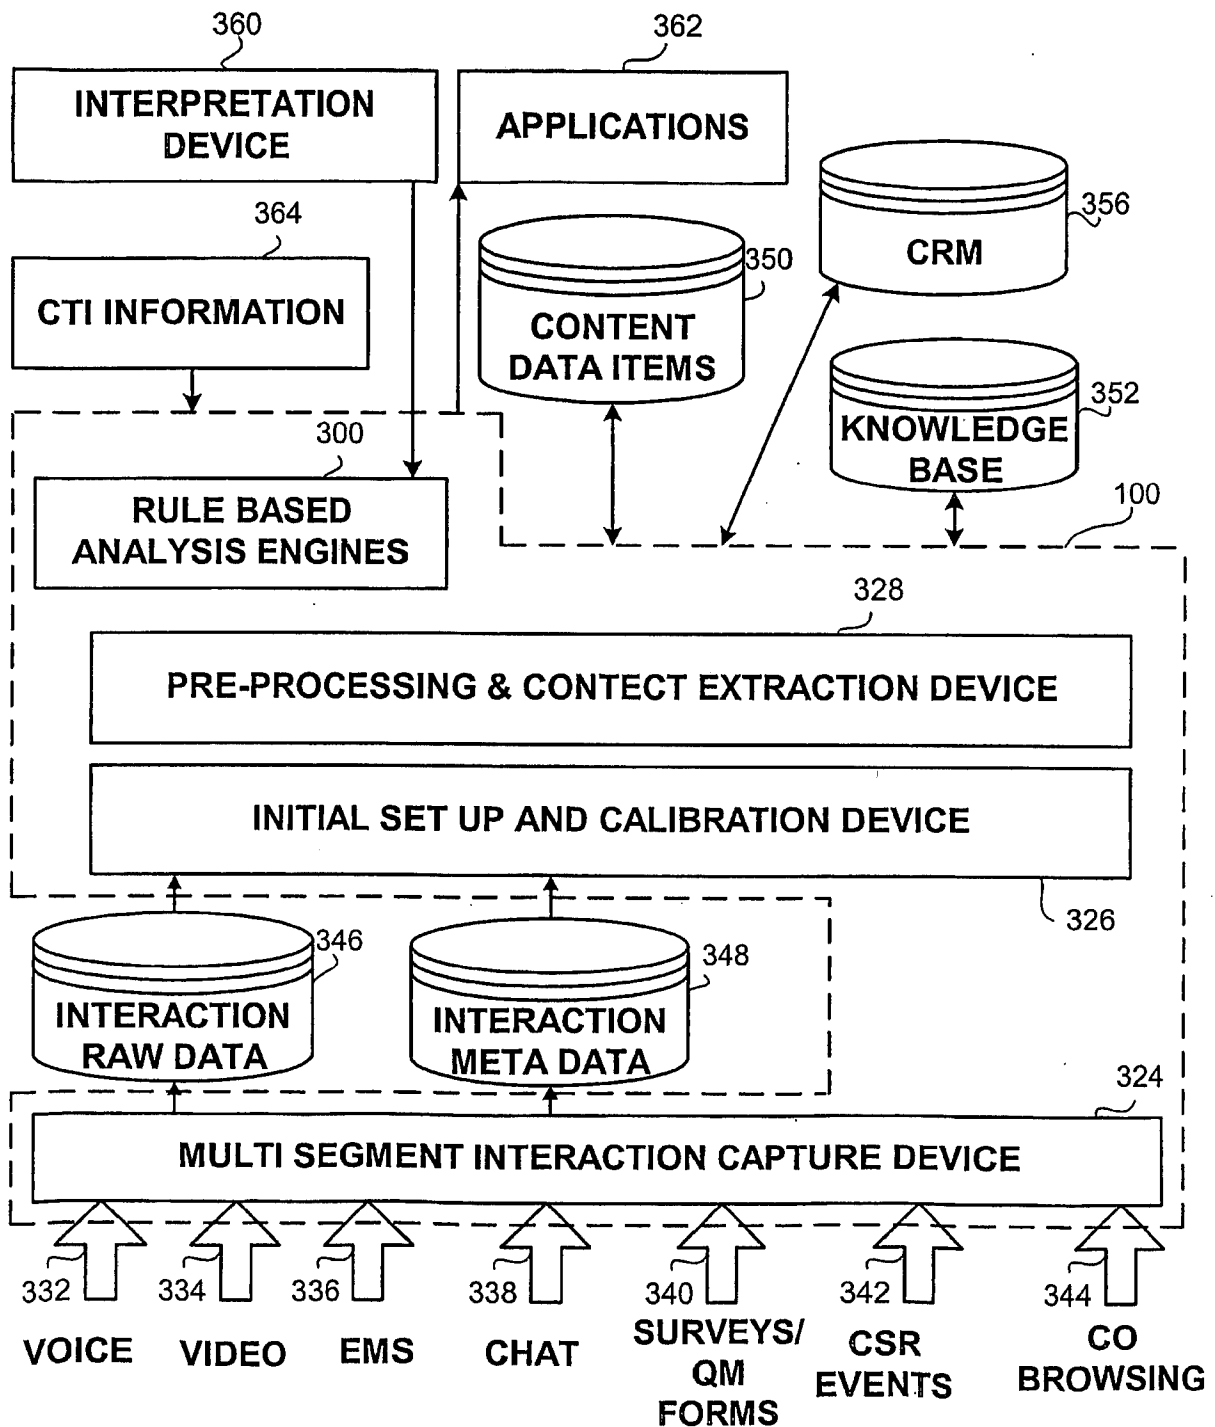 360
INTERPRETATION
DEVICE
362
APPLICATIONS
356
CRM
364
CTI INFORMATION
350
CONTENT
DATA ITEMS
352
KNOWLEDGE
BASE
300
RULE BASED
ANALYSIS ENGINES
100
328
PRE-PROCESSING & CONTECT EXTRACTION DEVICE
INITIAL SET UP AND CALIBRATION DEVICE
326
346
INTERACTION
RAW DATA
348
INTERACTION
META DATA
324
MULTI SEGMENT INTERACTION CAPTURE DEVICE
332
VOICE
334
VIDEO
336
EMS
338
CHAT
340
SURVEYS/
QM
FORMS
342
CSR
EVENTS
344
CO
BROWSING